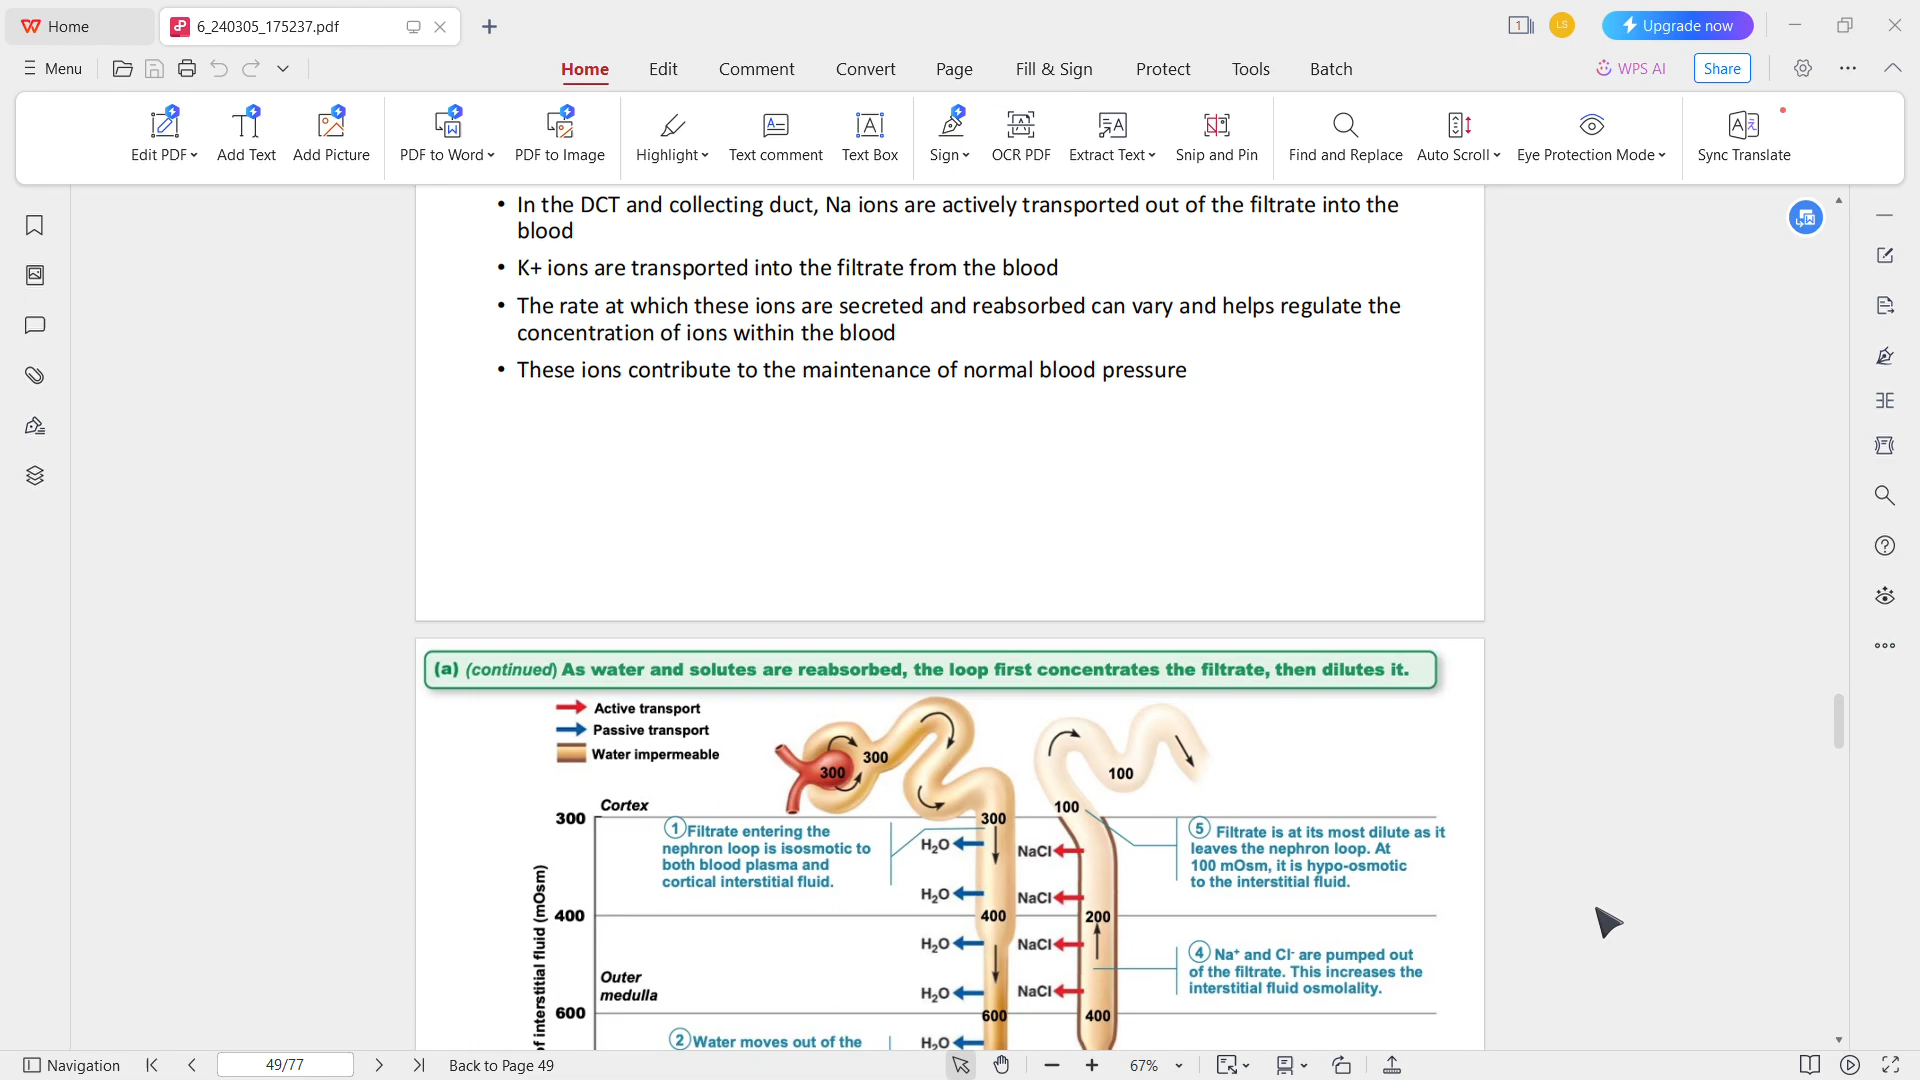 Home
6_240305_175237.pdf
1
LS
Upgrade now
Menu
Home
Edit
Comment
Convert
Page
Fill & Sign
Protect
Tools
Batch
WPS AI
Share
Edit PDF
Add Text
Add Picture
PDF to Word
PDF to Image
Highlight
Text comment
Text Box
Sign
OCR PDF
Extract Text
Snip and Pin
Find and Replace
Auto Scroll
Eye Protection Mode
Sync Translate
• In the DCT and collecting duct, Na ions are actively transported out of the filtrate into the
blood
• K+ ions are transported into the filtrate from the blood
• The rate at which these ions are secreted and reabsorbed can vary and helps regulate the
concentration of ions within the blood
• These ions contribute to the maintenance of normal blood pressure
(a) (continued) As water and solutes are reabsorbed, the loop first concentrates the filtrate, then dilutes it.
Active transport
Passive transport
Water impermeable
300
300
100
100
Cortex
300
1 Filtrate entering the
nephron loop is isosmotic to
both blood plasma and
cortical interstitial fluid.
300
H₂O
NaCl
5 Filtrate is at its most dilute as it
leaves the nephron loop. At
100 mOsm, it is hypo-osmotic
to the interstitial fluid.
H₂O
NaCl
400
400
200
H₂O
NaCl
4 Na⁺ and Cl⁻ are pumped out
of the filtrate. This increases the
interstitial fluid osmolality.
Outer
medulla
H₂O
NaCl
600
600
400
of interstitial fluid (mOsm)
2 Water moves out of the
H₂O
Navigation
49/77
Back to Page 49
67%